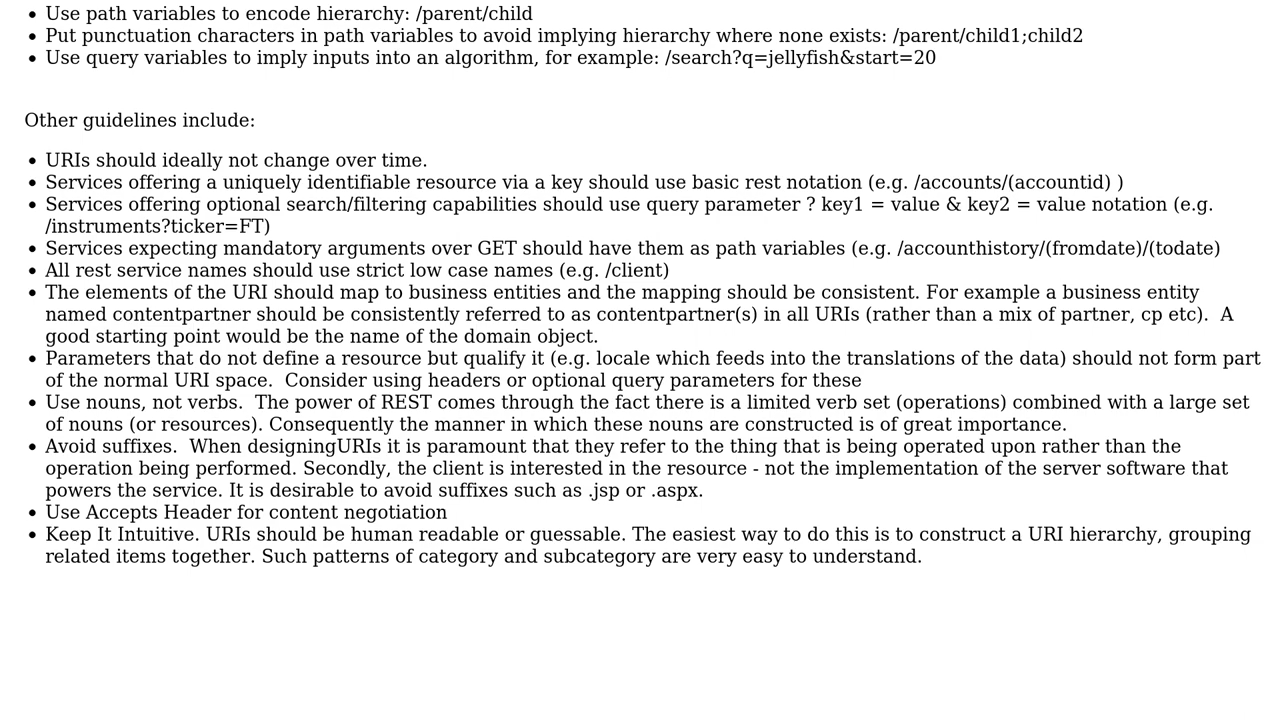 • Use path variables to encode hierarchy: /parent/child
• Put punctuation characters in path variables to avoid implying hierarchy where none exists: /parent/child1;child2
• Use query variables to imply inputs into an algorithm, for example: /search?q=jellyfish&start=20
Other guidelines include:
• URIs should ideally not change over time.
• Services offering a uniquely identifiable resource via a key should use basic rest notation (e.g. /accounts/(accountid) )
• Services offering optional search/filtering capabilities should use query parameter ? key1 = value & key2 = value notation (e.g.
/instruments?ticker=FT)
• Services expecting mandatory arguments over GET should have them as path variables (e.g. /accounthistory/(fromdate)/(todate)
• All rest service names should use strict low case names (e.g. /client)
• The elements of the URI should map to business entities and the mapping should be consistent. For example a business entity
named contentpartner should be consistently referred to as contentpartner(s) in all URIs (rather than a mix of partner, cp etc).  A
good starting point would be the name of the domain object.
• Parameters that do not define a resource but qualify it (e.g. locale which feeds into the translations of the data) should not form part
of the normal URI space.  Consider using headers or optional query parameters for these
• Use nouns, not verbs.  The power of REST comes through the fact there is a limited verb set (operations) combined with a large set
of nouns (or resources). Consequently the manner in which these nouns are constructed is of great importance.
• Avoid suffixes.  When designingURIs it is paramount that they refer to the thing that is being operated upon rather than the
operation being performed. Secondly, the client is interested in the resource - not the implementation of the server software that
powers the service. It is desirable to avoid suffixes such as .jsp or .aspx.
• Use Accepts Header for content negotiation
• Keep It Intuitive. URIs should be human readable or guessable. The easiest way to do this is to construct a URI hierarchy, grouping
related items together. Such patterns of category and subcategory are very easy to understand.